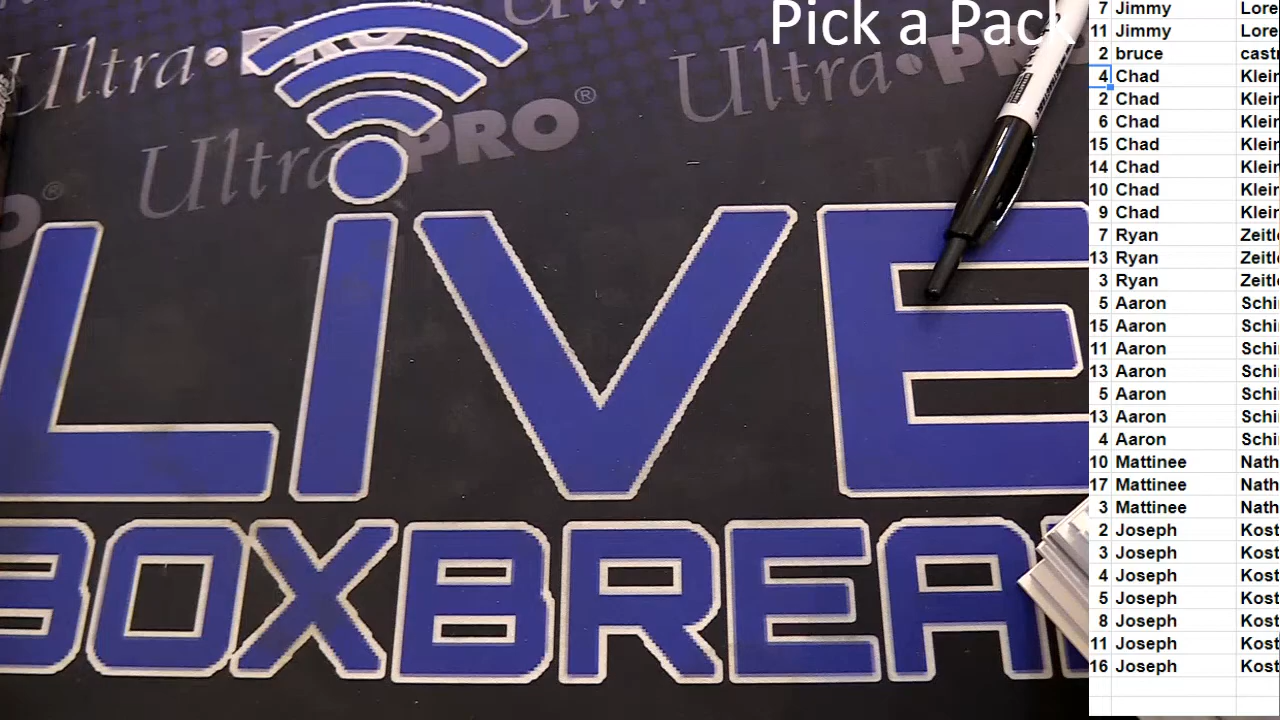 Pick a Pack
Ultra PRO
Ultra PRO®
Ultra PRO
LiVE
BOXBREA
7 Jimmy Lore
11 Jimmy Lore
2 bruce cast
4 Chad Klein
2 Chad Klein
6 Chad Klein
15 Chad Klein
14 Chad Klein
10 Chad Klein
9 Chad Klein
7 Ryan Zeitl
13 Ryan Zeitl
3 Ryan Zeitl
5 Aaron Schi
15 Aaron Schi
11 Aaron Schi
13 Aaron Schi
5 Aaron Schi
13 Aaron Schi
4 Aaron Schi
10 Mattinee Nath
17 Mattinee Nath
3 Mattinee Nath
2 Joseph Kost
3 Joseph Kost
4 Joseph Kost
5 Joseph Kost
8 Joseph Kost
11 Joseph Kost
16 Joseph Kost